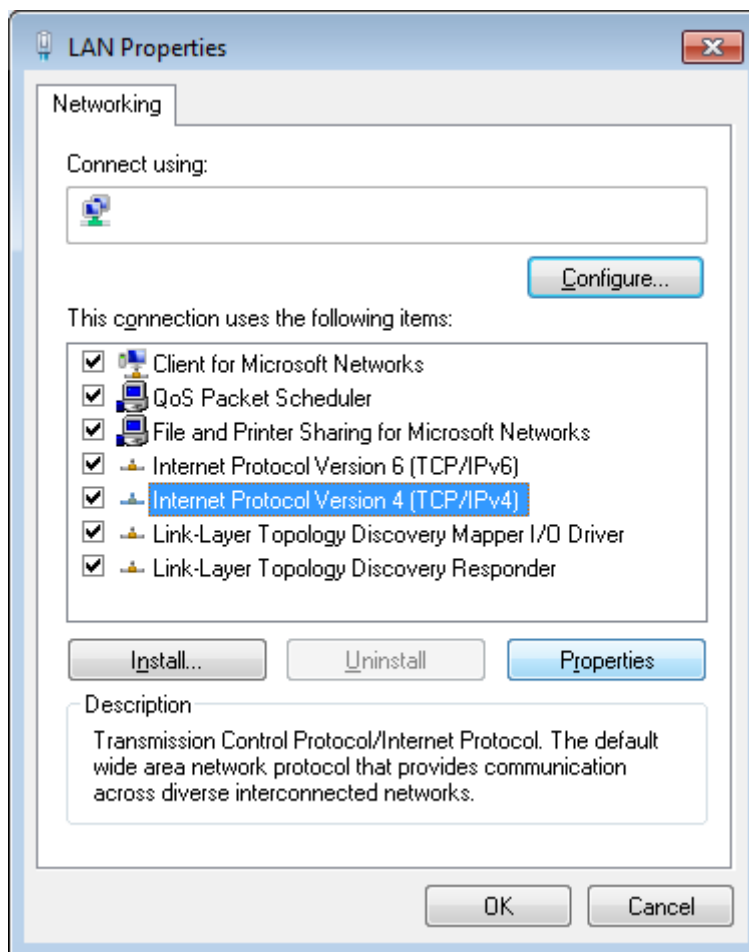 LAN Properties
Networking
Connect using:
Configure...
This connection uses the following items:
Client for Microsoft Networks
QoS Packet Scheduler
File and Printer Sharing for Microsoft Networks
Internet Protocol Version 6 (TCP/IPv6)
Internet Protocol Version 4 (TCP/IPv4)
Link-Layer Topology Discovery Mapper I/O Driver
Link-Layer Topology Discovery Responder
Install... Uninstall Properties
Description
Transmission Control Protocol/Internet Protocol. The default
wide area network protocol that provides communication
across diverse interconnected networks.
OK Cancel